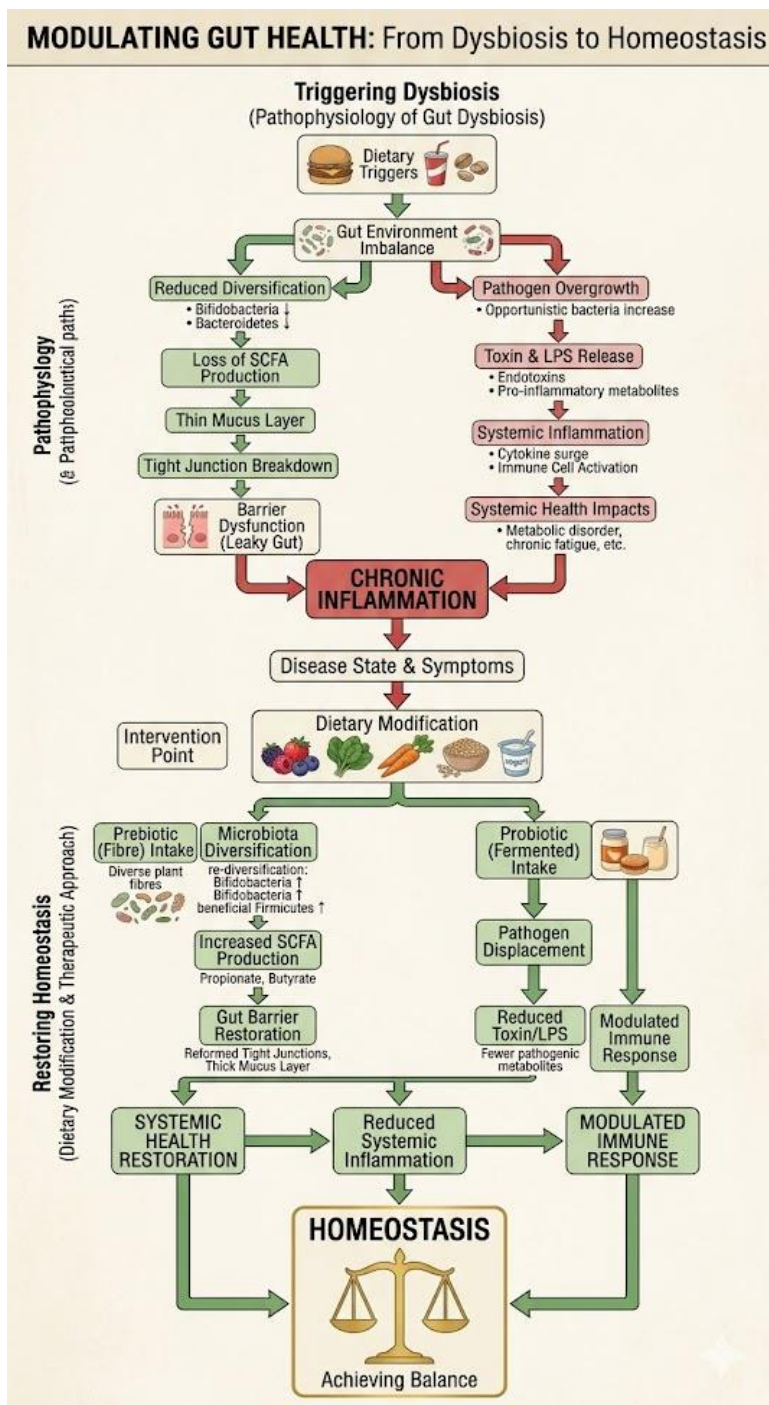 MODULATING GUT HEALTH: From Dysbiosis to Homeostasis
Triggering Dysbiosis
(Pathophysiology of Gut Dysbiosis)
Dietary
Triggers
Gut Environment
Imbalance
Reduced Diversification
• Bifidobacteria ↓
• Bacteroidetes ↓
Loss of SCFA
Production
Thin Mucus Layer
Tight Junction Breakdown
Barrier
Dysfunction
(Leaky Gut)
Pathogen Overgrowth
• Opportunistic bacteria increase
Toxin & LPS Release
• Endotoxins
• Pro-inflammatory metabolites
Systemic Inflammation
• Cytokine surge
• Immune Cell Activation
Systemic Health Impacts
• Metabolic disorder,
chronic fatigue, etc.
Pathophyslogy
CHRONIC
INFLAMMATION
Disease State & Symptoms
Intervention
Point
Dietary Modification
yogurt
Restoring Homeostasis
(Dietary Modification & Therapeutic Approach)
Prebiotic
(Fibre) Intake
Diverse plant
fibres
Microbiota
Diversification
re-diversification:
Bifidobacteria ↑
Bifidobacteria ↑
beneficial Firmicutes ↑
Increased SCFA
Production
Propionate, Butyrate
Gut Barrier
Restoration
Reformed Tight Junctions,
Thick Mucus Layer
Probiotic
(Fermented)
Intake
Pathogen
Displacement
Reduced
Toxin/LPS
Fewer pathogenic
metabolites
Modulated
Immune
Response
SYSTEMIC
HEALTH
RESTORATION
Reduced
Systemic
Inflammation
MODULATED
IMMUNE
RESPONSE
HOMEOSTASIS
Achieving Balance